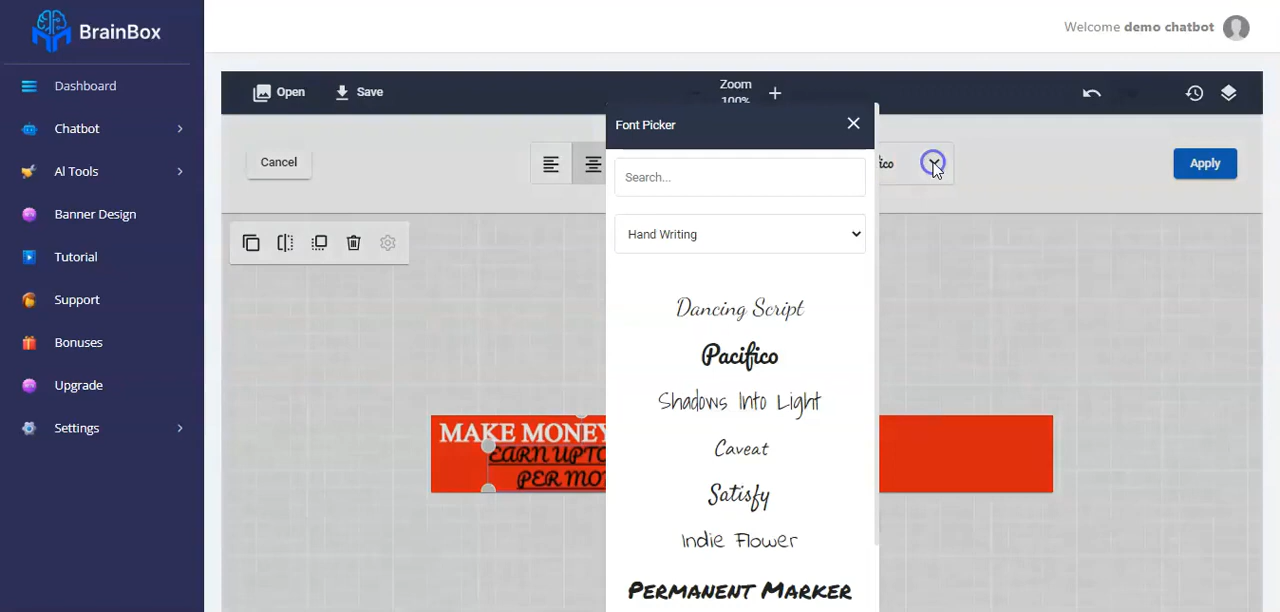 BrainBox
Welcome demo chatbot
Dashboard
Chatbot
AI Tools
Banner Design
Tutorial
Support
Bonuses
Upgrade
Settings
Open
Save
Zoom
100%
Cancel
Apply
Font Picker
Search...
Hand Writing
Dancing Script
Pacifico
Shadows Into Light
Caveat
Satisfy
Indie Flower
Permanent Marker
MAKE MONEY
EARN UPTO
PER